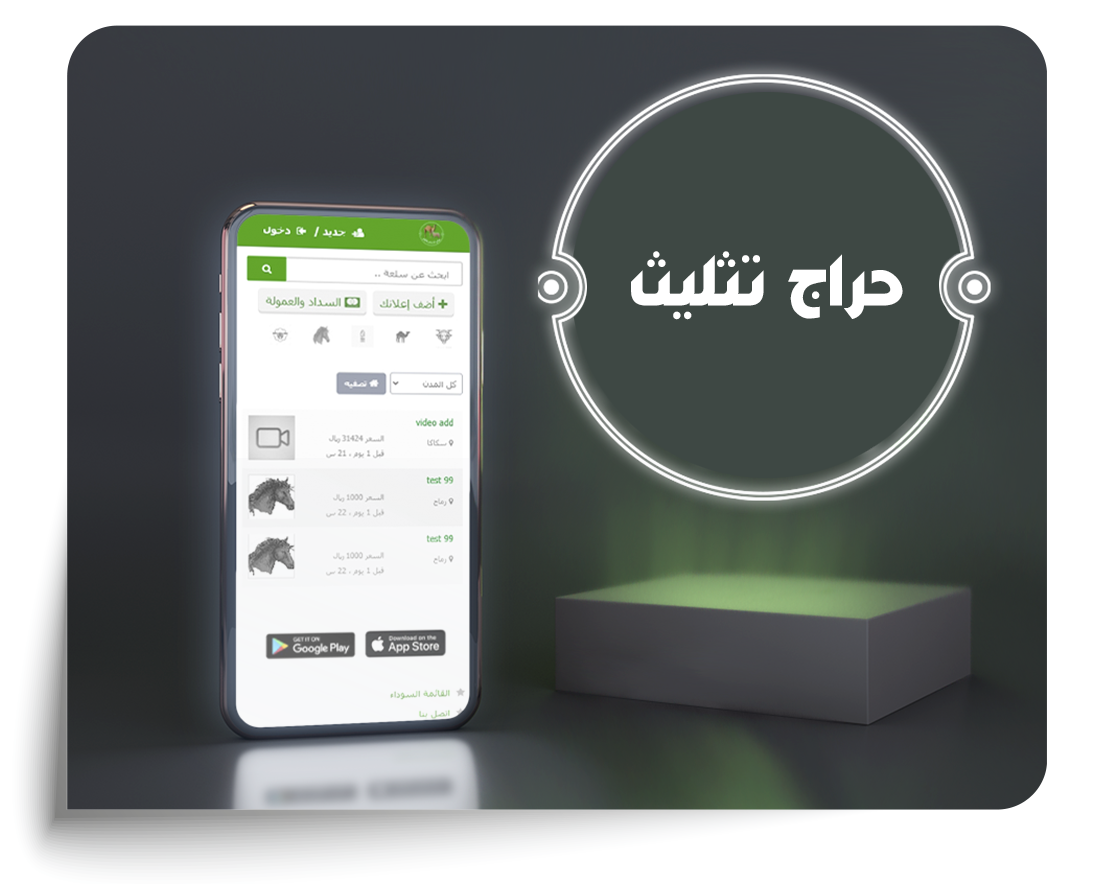 حراج تثليث
جديد / دخول
ابحث عن سلعة ..
أضف إعلانك
السداد والعمولة
كل المدن
تصفيه
video add
السعر 31424 ريال
سكاكا
قبل 1 يوم ، 21 س
test 99
السعر 1000 ريال
رماح
قبل 1 يوم ، 22 س
test 99
السعر 1000 ريال
رماح
قبل 1 يوم ، 22 س
GET IT ON
Google Play
Download on the
App Store
القائمة السوداء
اتصل بنا